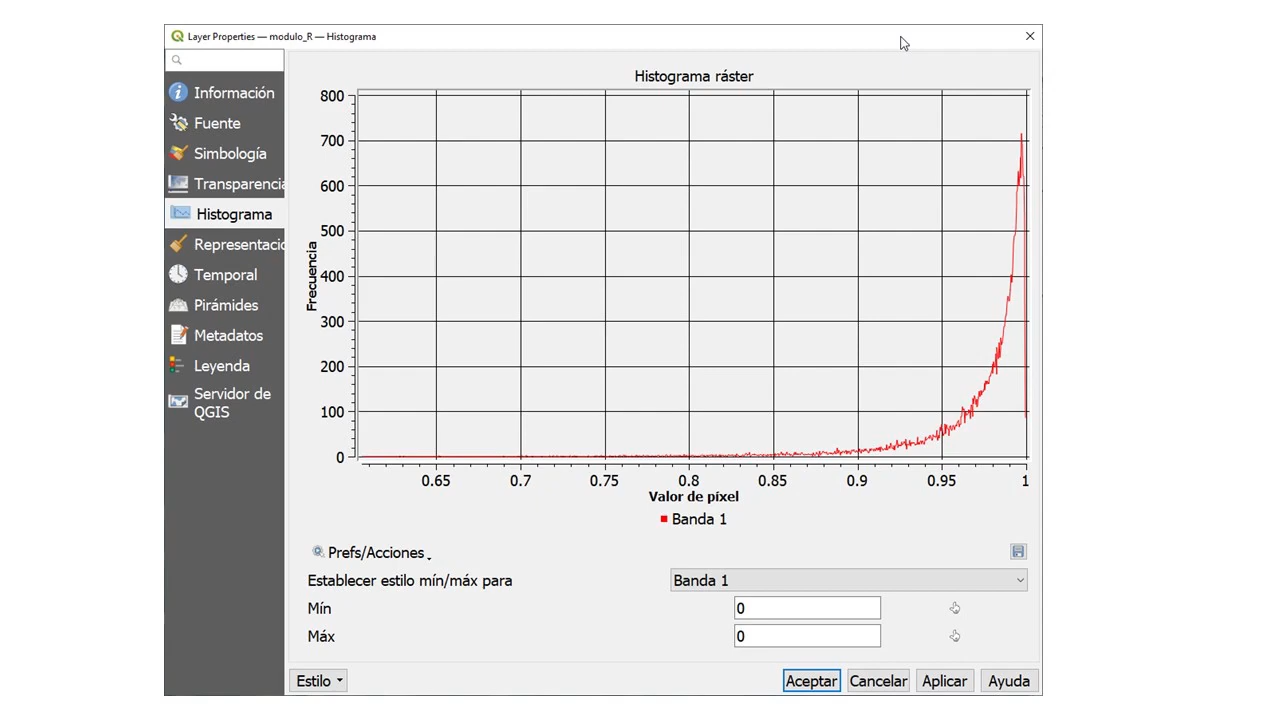 Layer Properties — modulo_R — Histograma
Información
Fuente
Simbología
Transparencia
Histograma
Representació
Temporal
Pirámides
Metadatos
Leyenda
Servidor de
QGIS
Histograma ráster
800
700
600
500
400
300
200
100
0
Frecuencia
0.65 0.7 0.75 0.8 0.85 0.9 0.95 1
Valor de píxel
Banda 1
Prefs/Acciones
Establecer estilo mín/máx para Banda 1
Mín 0
Máx 0
Estilo Aceptar Cancelar Aplicar Ayuda